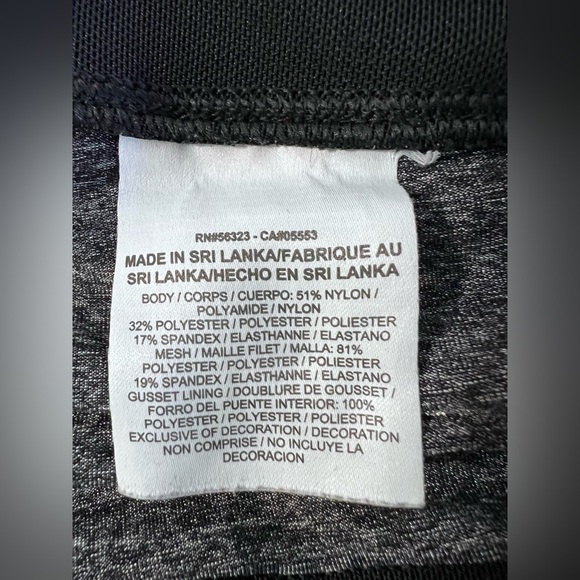 RN#56323 - CA#05553
MADE IN SRI LANKA/FABRIQUE AU
SRI LANKA/HECHO EN SRI LANKA
BODY / CORPS / CUERPO: 51% NYLON /
POLYAMIDE / NYLON
32% POLYESTER / POLYESTER / POLIESTER
17% SPANDEX / ELASTHANNE / ELASTANO
MESH / MAILLE FILET / MALLA: 81%
POLYESTER / POLYESTER / POLIESTER
19% SPANDEX / ELASTHANNE / ELASTANO
GUSSET LINING / DOUBLURE DE GOUSSET /
FORRO DEL PUENTE INTERIOR: 100%
POLYESTER / POLYESTER / POLIESTER
EXCLUSIVE OF DECORATION / DECORATION
NON COMPRISE / NO INCLUYE LA
DECORACION